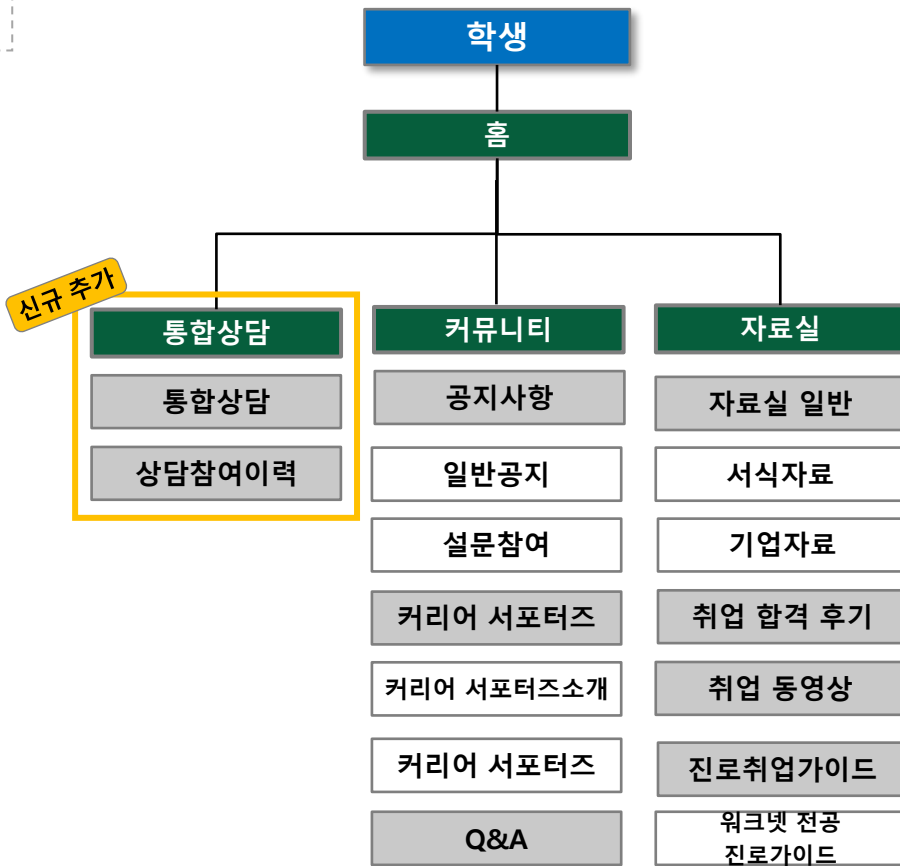 학생
홈
신규 추가
통합상담
통합상담
상담참여이력
커뮤니티
공지사항
일반공지
설문참여
커리어 서포터즈
커리어 서포터즈소개
커리어 서포터즈
Q&A
자료실
자료실 일반
서식자료
기업자료
취업 합격 후기
취업 동영상
진로취업가이드
워크넷 전공
진로가이드